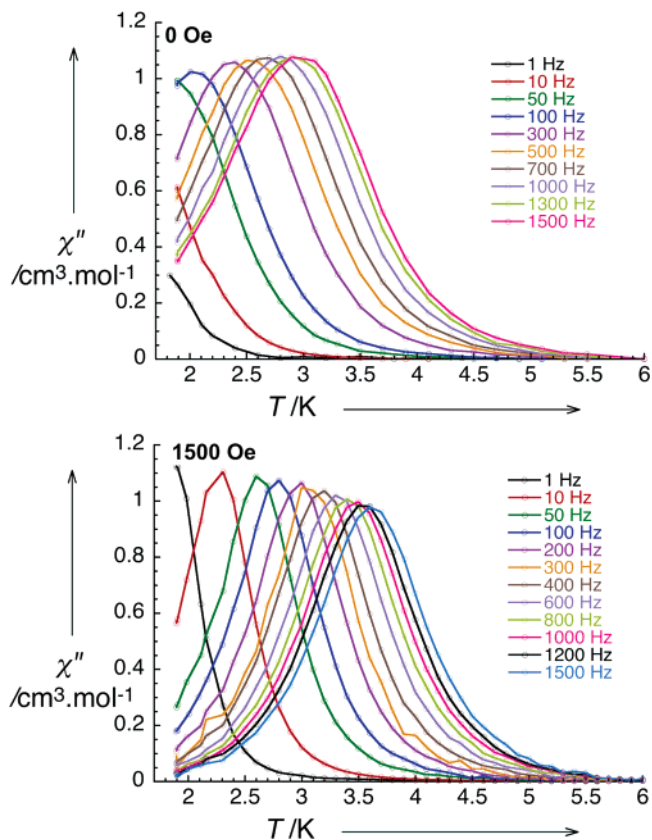 0 Oe
1.2
1
0.8
0.6
0.4
0.2
0
χ″
/cm³.mol⁻¹
1 Hz
10 Hz
50 Hz
100 Hz
300 Hz
500 Hz
700 Hz
1000 Hz
1300 Hz
1500 Hz
2 2.5 3 3.5 4 4.5 5 5.5 6
T /K
1500 Oe
1.2
1
0.8
0.6
0.4
0.2
0
χ″
/cm³.mol⁻¹
1 Hz
10 Hz
50 Hz
100 Hz
200 Hz
300 Hz
400 Hz
600 Hz
800 Hz
1000 Hz
1200 Hz
1500 Hz
2 2.5 3 3.5 4 4.5 5 5.5 6
T /K